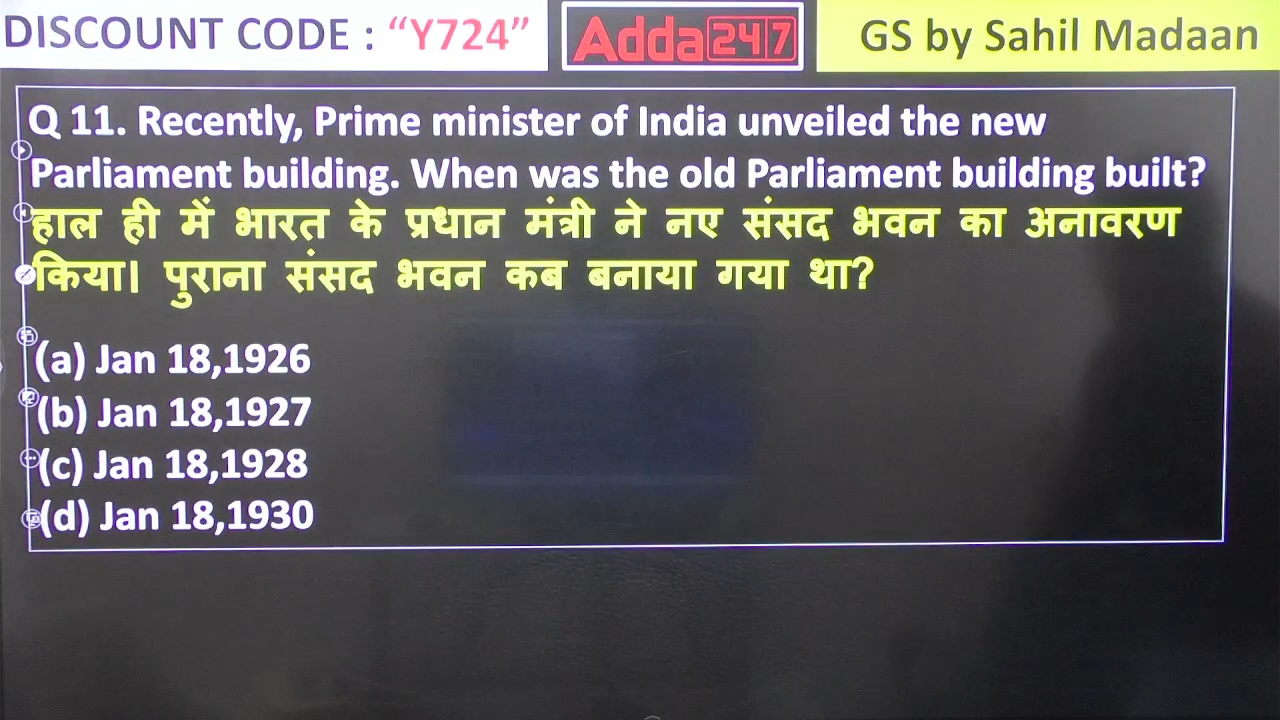 DISCOUNT CODE : “Y724”
Adda247
GS by Sahil Madaan
Q 11. Recently, Prime minister of India unveiled the new
Parliament building. When was the old Parliament building built?
हाल ही में भारत के प्रधान मंत्री ने नए संसद भवन का अनावरण
किया। पुराना संसद भवन कब बनाया गया था?
(a) Jan 18,1926
(b) Jan 18,1927
(c) Jan 18,1928
(d) Jan 18,1930